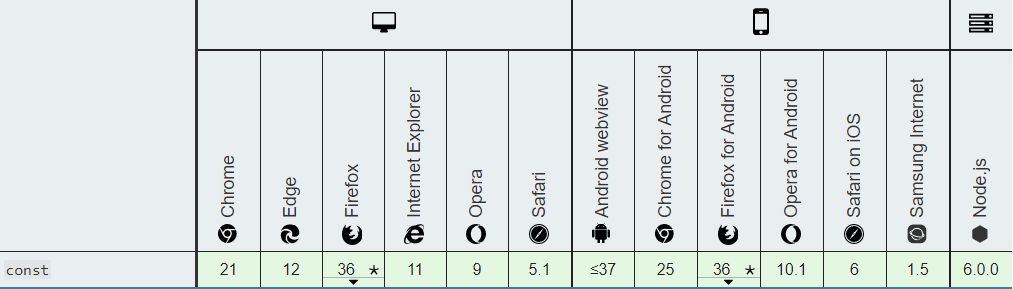 Chrome
Edge
Firefox
Internet Explorer
Opera
Safari
Android webview
Chrome for Android
Firefox for Android
Opera for Android
Safari on iOS
Samsung Internet
Node.js
const 21 12 36 * 11 9 5.1 ≤37 25 36 * 10.1 6 1.5 6.0.0